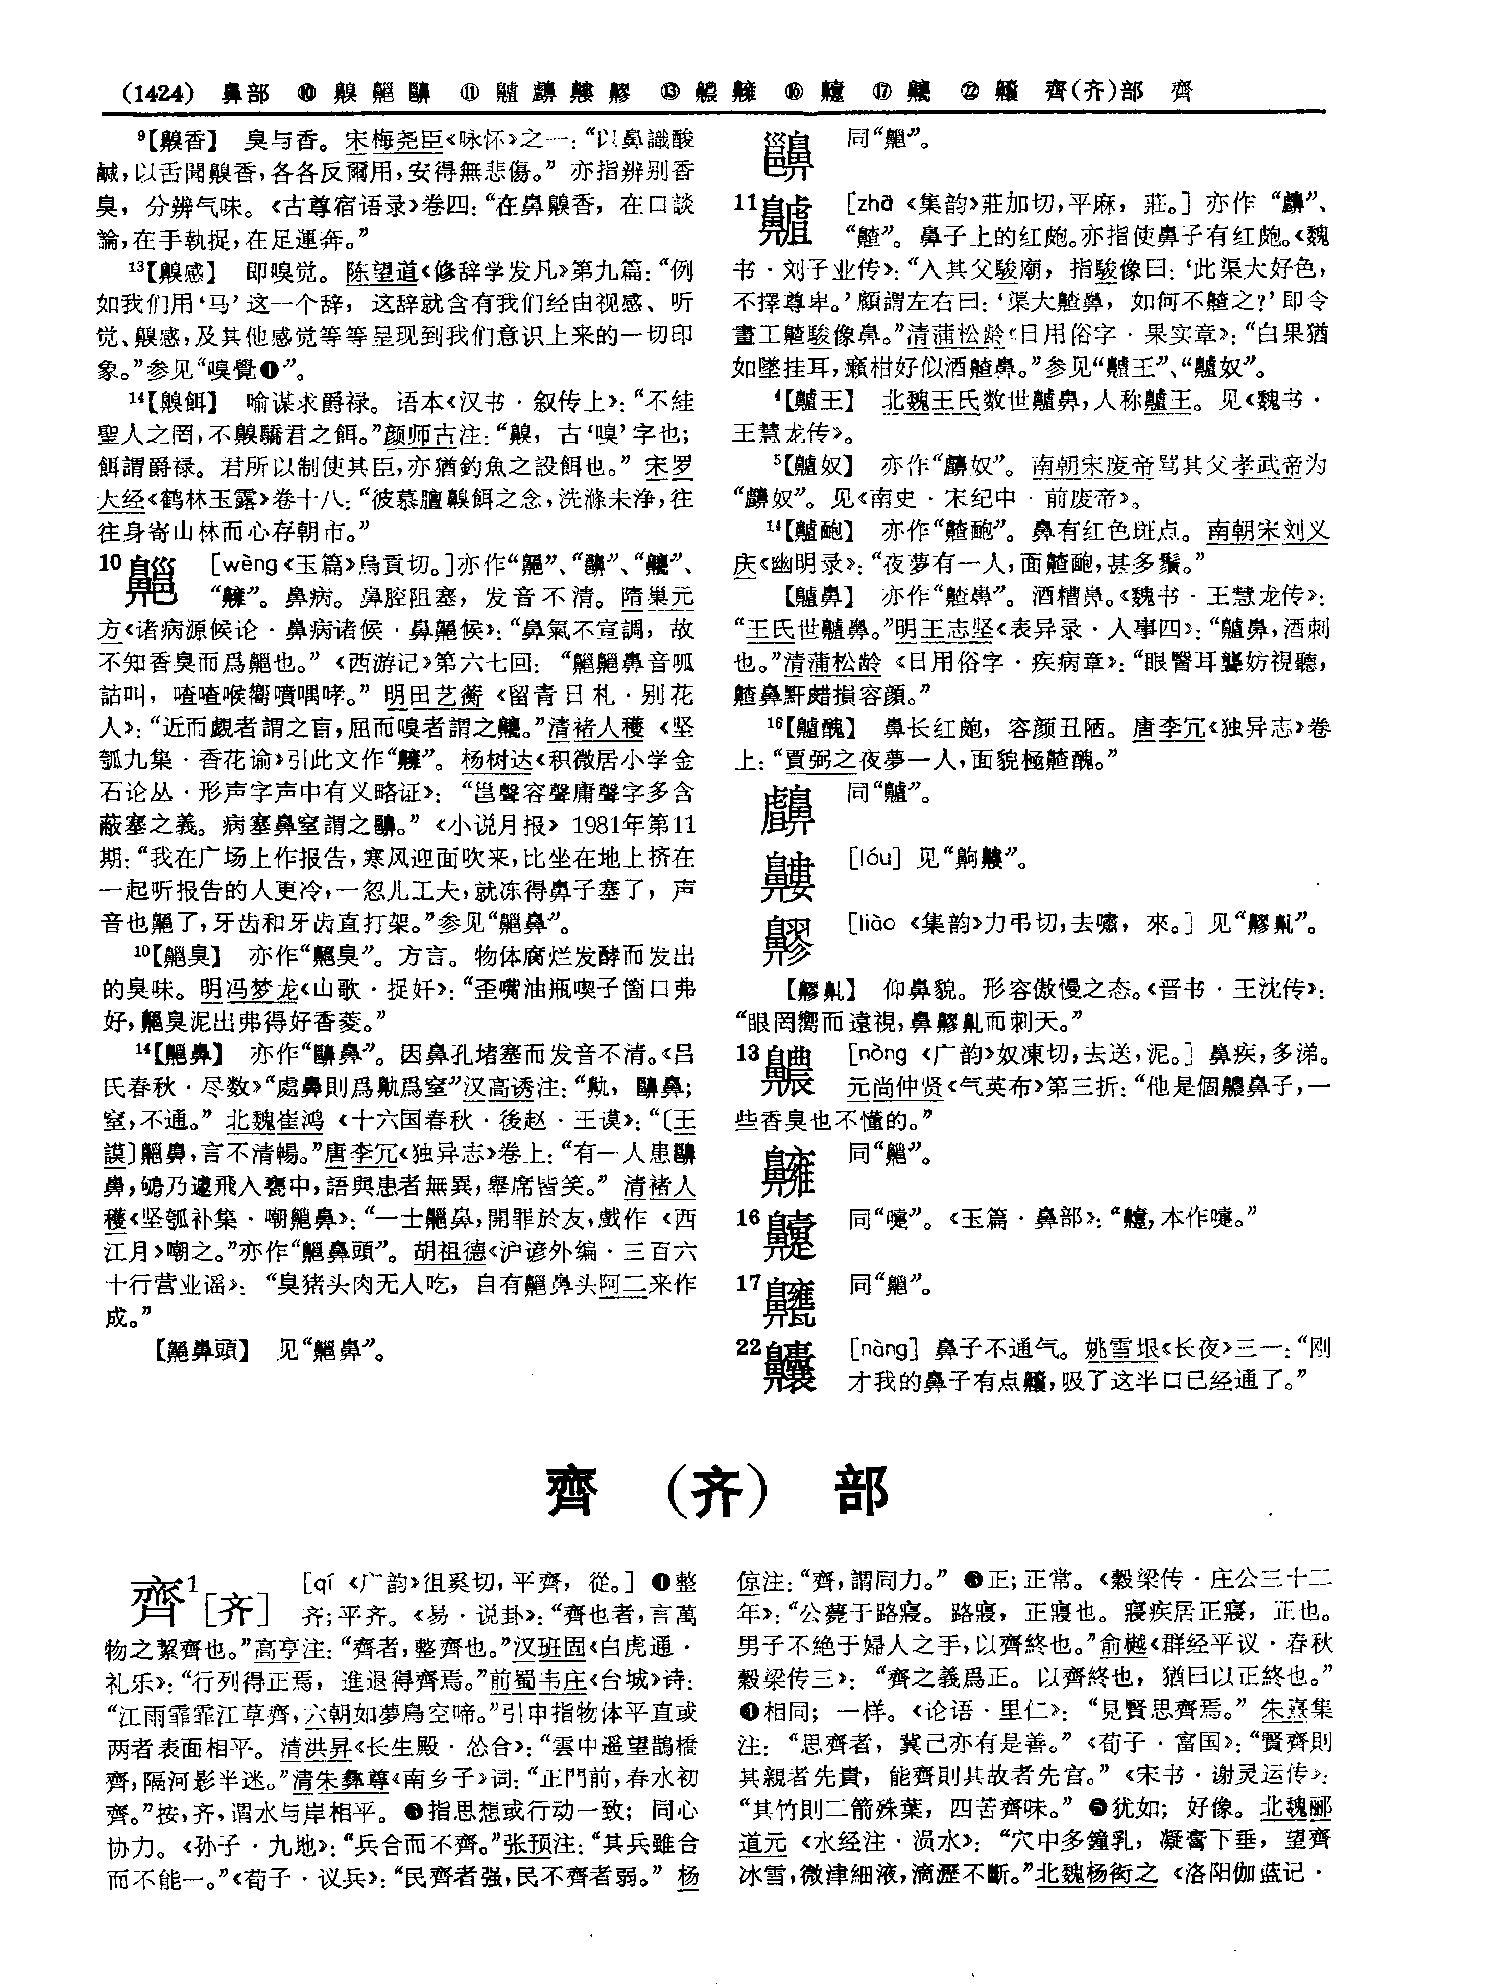 (1424) 鼻部 ⑩ 齅 齆 ⑪ 齇 ⑬ 齈 ⑯ ⑰ ㉒ 齉 齊(齐)部 齊
⁹【齅香】 臭与香。宋梅尧臣《咏怀》之一:“以鼻識酸
鹹,以舌聞齅香,各各反爾用,安得無悲傷。” 亦指辨别香
臭,分辨气味。《古尊宿语录》卷四:“在鼻齅香,在口談
論,在手執捉,在足運奔。”
¹³【齅感】 即嗅觉。陈望道《修辞学发凡》第九篇:“例
如我们用‘马’这一个辞,这辞就含有我们经由视感、听
觉、齅感,及其他感觉等等呈现到我们意识上来的一切印
象。”参见“嗅覺❶”。
¹⁴【齅餌】 喻谋求爵禄。语本《汉书·叙传上》:“不絓
聖人之罔,不齅驕君之餌。”颜师古注:“齅,古‘嗅’字也;
餌謂爵禄。君所以制使其臣,亦猶釣魚之設餌也。” 宋罗
大经《鹤林玉露》卷十八:“彼慕膻齅餌之念,洗滌未净,往
往身寄山林而心存朝市。”
10 齆 [wèng《玉篇》烏貢切。]亦作
鼻病。鼻腔阻塞,发音不清。隋巢元
方《诸病源候论·鼻病诸候·鼻齆候》:“鼻氣不宣調,故
不知香臭而爲齆也。”《西游记》第六七回:“齆齆鼻音呱
詁叫,喳喳喉嚮噴喁哮。” 明田艺蘅《留青日札·别花
人》:“近而觑者謂之盲,屈而嗅者謂之 。”清褚人穫《坚
瓠九集·香花谕》引此文作 。杨树达《积微居小学金
石论丛·形声字声中有义略证》:“邕聲容聲庸聲字多含
蔽塞之義。病塞鼻窒謂之 。”《小说月报》1981年第11
期:“我在广场上作报告,寒风迎面吹来,比坐在地上挤在
一起听报告的人更冷,一忽儿工夫,就冻得鼻子塞了,声
音也齆了,牙齿和牙齿直打架。”参见“齆鼻”。
¹⁰【齆臭】 亦作“ 臭”。方言。物体腐烂发酵而发出
的臭味。明冯梦龙《山歌·捉奸》:“歪嘴油瓶喫子箇口弗
好,齆臭泥出弗得好香菱。”
¹⁴【齆鼻】 亦作“ 鼻”。因鼻孔堵塞而发音不清。《吕
氏春秋·尽数》“處鼻則爲鼽爲窒”汉高诱注:“鼽, 鼻;
窒,不通。” 北魏崔鸿《十六国春秋·後赵·王谟》:“〔王
謨〕齆鼻,言不清暢。”唐李冗《独异志》卷上:“有一人患
鼻,鴝乃遽飛入甕中,語與患者無異,舉席皆笑。” 清褚人
穫《坚瓠补集·嘲齆鼻》:“一士齆鼻,開罪於友,戲作《西
江月》嘲之。”亦作“齆鼻頭”。胡祖德《沪谚外编·三百六
十行营业谣》:“臭猪头肉无人吃,自有齆鼻头阿二来作
成。”
【齆鼻頭】 见“齆鼻”。
同“齆”。
11 齇 [zhā《集韵》莊加切,平麻,莊。] 亦作
“䶥”。鼻子上的红皰。亦指使鼻子有红皰。《魏
书·刘子业传》:“入其父駿廟,指駿像曰:‘此渠大好色,
不擇尊卑。’顧謂左右曰:‘渠大䶥鼻,如何不䶥之?’即令
畫工䶥駿像鼻。”清蒲松龄《日用俗字·果实章》:“白果猶
如墜挂耳,癩柑好似酒䶥鼻。”参见“齇王”、“齇奴”。
⁴【齇王】 北魏王氏数世齇鼻,人称齇王。见《魏书·
王慧龙传》。
⁵【齇奴】 亦作“ 奴”。南朝宋废帝骂其父孝武帝为
“ 奴”。见《南史·宋纪中·前废帝》。
¹⁴【齇皰】 亦作“䶥皰”。鼻有红色斑点。南朝宋刘义
庆《幽明录》:“夜夢有一人,面䶥皰,甚多鬚。”
【齇鼻】 亦作“䶥鼻”。酒糟鼻。《魏书·王慧龙传》:
“王氏世齇鼻。”明王志坚《表异录·人事四》:“齇鼻,酒刺
也。”清蒲松龄《日用俗字·疾病章》:“眼瞖耳聾妨視聽,
䶥鼻鼾皻損容顔。”
¹⁶【齇醜】 鼻长红皰,容颜丑陋。唐李冗《独异志》卷
上:“賈弼之夜夢一人,面貌極䶥醜。”
同“齇”。
[lóu] 见
[liào《集韵》力弔切,去嘯,來。] 见
仰鼻貌。形容傲慢之态。《晋书·王沈传》:
“眼罔嚮而遠視,鼻 而刺天。”
13 齈 [nòng《广韵》奴凍切,去送,泥。] 鼻疾,多涕。
元尚仲贤《气英布》第三折:“他是個齈鼻子,一
些香臭也不懂的。”
同“齆”。
16 同“嚏”。《玉篇·鼻部》:“ ,本作嚏。”
17 同“齆”。
22 齉 [nàng] 鼻子不通气。姚雪垠《长夜》三一:“刚
才我的鼻子有点齉,吸了这半口已经通了。”
齊 (齐) 部
齊¹[齐] [qí《广韵》徂奚切,平齊,從。] ❶整
齐;平齐。《易·说卦》:“齊也者,言萬
物之絜齊也。”高亨注:“齊者,整齊也。”汉班固《白虎通·
礼乐》:“行列得正焉,進退得齊焉。”前蜀韦庄《台城》诗:
“江雨霏霏江草齊,六朝如夢鳥空啼。”引申指物体平直或
两者表面相平。清洪昇《长生殿·怂合》:“雲中遥望鵲橋
齊,隔河影半迷。”清朱彝尊《南乡子》词:“正門前,春水初
齊。”按,齐,谓水与岸相平。❷指思想或行动一致;同心
协力。《孙子·九地》:“兵合而不齊。”张预注:“其兵雖合
而不能一。”《荀子·议兵》:“民齊者强,民不齊者弱。” 杨
倞注:“齊,謂同力。” ❸正;正常。《穀梁传·庄公三十二
年》:“公薨于路寢。路寢,正寢也。寢疾居正寢,正也。
男子不絶于婦人之手,以齊終也。”俞樾《群经平议·春秋
穀梁传三》:“齊之義爲正。以齊終也,猶曰以正終也。”
❹相同;一样。《论语·里仁》:“見賢思齊焉。” 朱熹集
注:“思齊者,冀己亦有是善。”《荀子·富国》:“賢齊則
其親者先貴,能齊則其故者先官。”《宋书·谢灵运传》:
“其竹則二箭殊葉,四苦齊味。” ❺犹如;好像。北魏郦
道元《水经注·涢水》:“穴中多鐘乳,凝膏下垂,望齊
冰雪,微津細液,滴瀝不斷。”北魏杨衒之《洛阳伽蓝记·